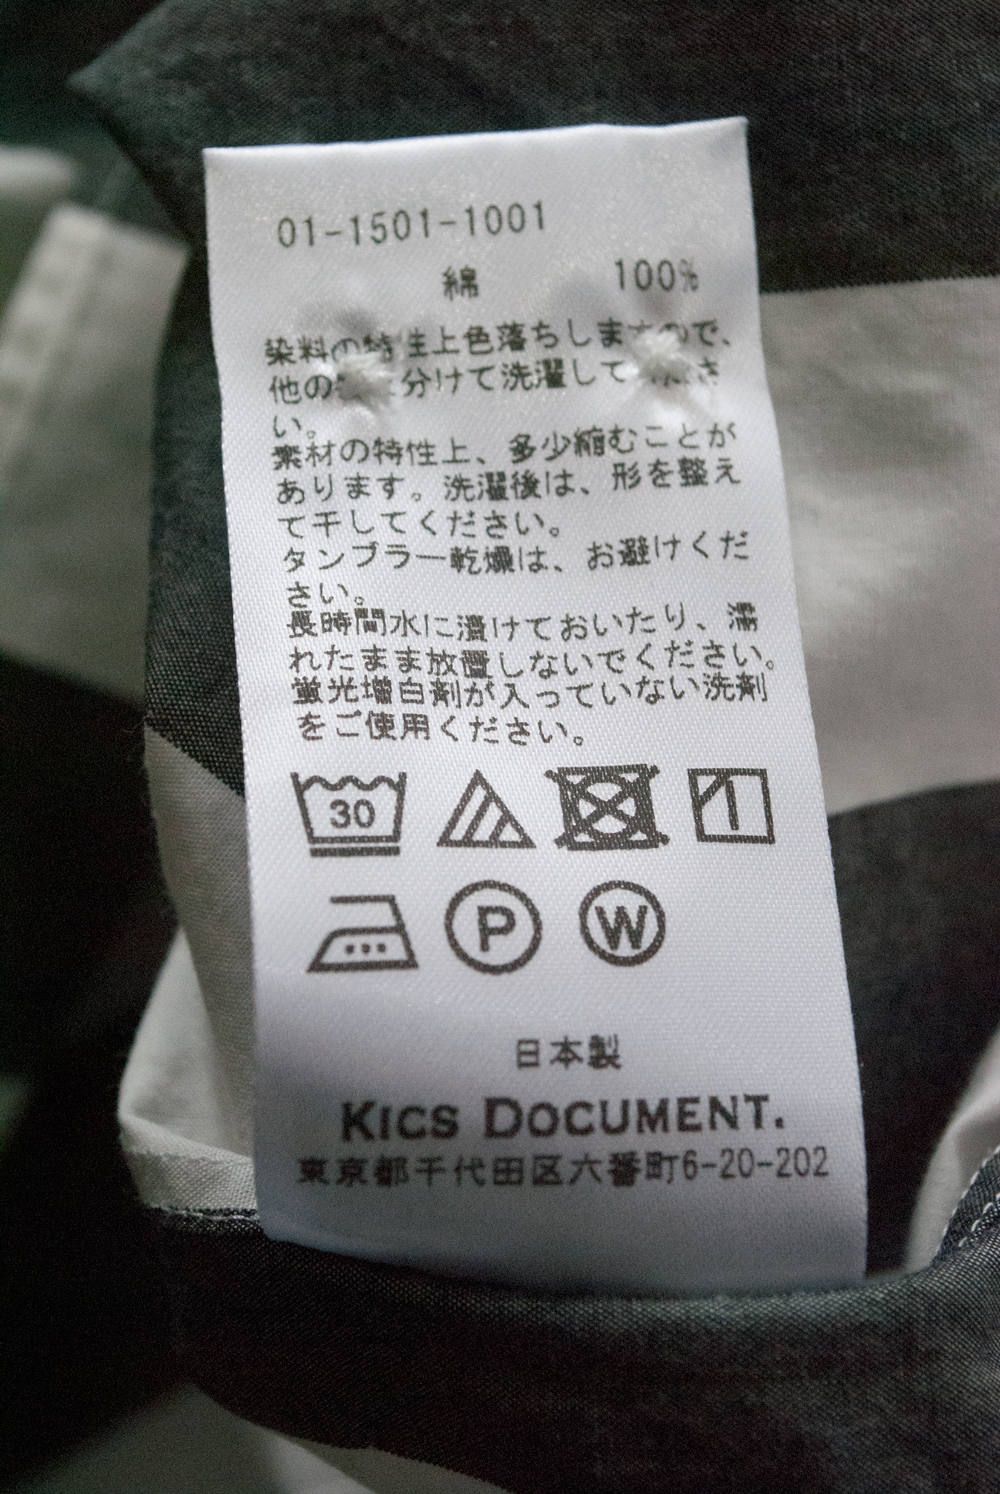 01-1501-1001
綿 100%
染料の特性上色落ちしますので、
他の 分けて洗濯して ださ
い。
素材の特性上、多少縮むことが
あります。洗濯後は、形を整え
て干してください。
タンブラー乾燥は、お避けくだ
さい。
長時間水に漬けておいたり、濡
れたまま放置しないでください。
蛍光増白剤が入っていない洗剤
をご使用ください。
30
P W
日本製
KICS DOCUMENT.
東京都千代田区六番町6-20-202